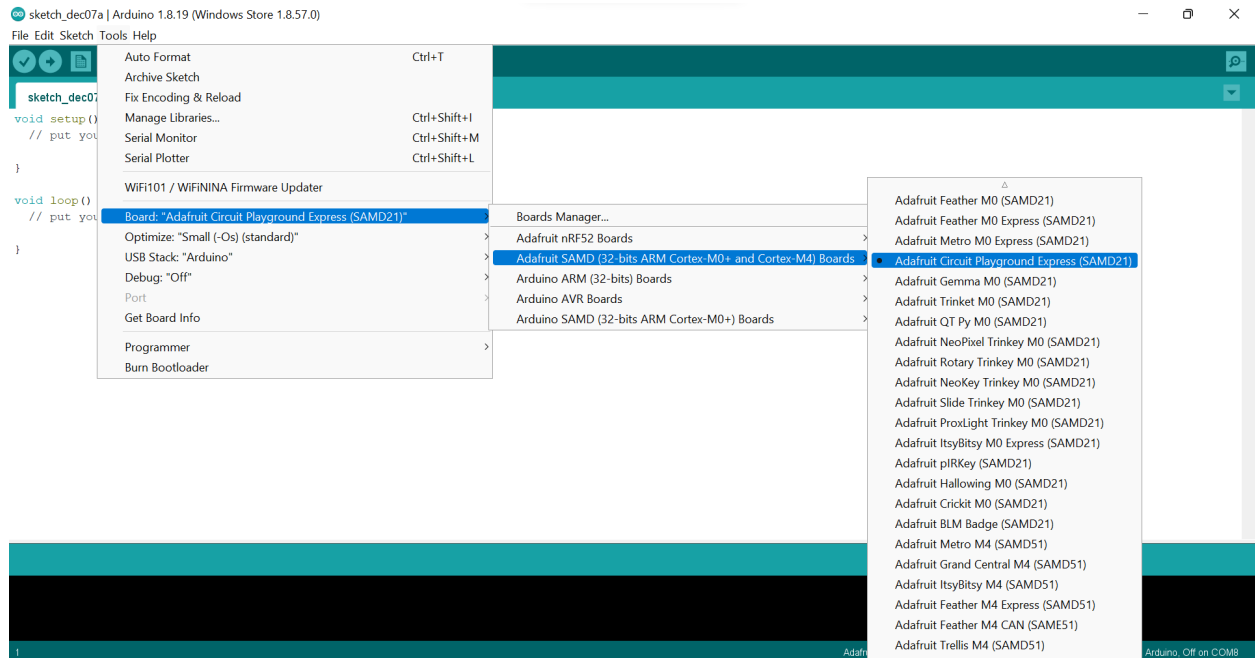 sketch_dec07a | Arduino 1.8.19 (Windows Store 1.8.57.0)
File Edit Sketch Tools Help
sketch_dec07
void setup()
// put you
}
void loop()
// put you
}
Auto Format Ctrl+T
Archive Sketch
Fix Encoding & Reload
Manage Libraries... Ctrl+Shift+I
Serial Monitor Ctrl+Shift+M
Serial Plotter Ctrl+Shift+L
WiFi101 / WiFiNINA Firmware Updater
Board: "Adafruit Circuit Playground Express (SAMD21)"
Optimize: "Small (-Os) (standard)"
USB Stack: "Arduino"
Debug: "Off"
Port
Get Board Info
Programmer
Burn Bootloader
Boards Manager...
Adafruit nRF52 Boards
Adafruit SAMD (32-bits ARM Cortex-M0+ and Cortex-M4) Boards
Arduino ARM (32-bits) Boards
Arduino AVR Boards
Arduino SAMD (32-bits ARM Cortex-M0+) Boards
Adafruit Feather M0 (SAMD21)
Adafruit Feather M0 Express (SAMD21)
Adafruit Metro M0 Express (SAMD21)
Adafruit Circuit Playground Express (SAMD21)
Adafruit Gemma M0 (SAMD21)
Adafruit Trinket M0 (SAMD21)
Adafruit QT Py M0 (SAMD21)
Adafruit NeoPixel Trinkey M0 (SAMD21)
Adafruit Rotary Trinkey M0 (SAMD21)
Adafruit NeoKey Trinkey M0 (SAMD21)
Adafruit Slide Trinkey M0 (SAMD21)
Adafruit ProxLight Trinkey M0 (SAMD21)
Adafruit ItsyBitsy M0 Express (SAMD21)
Adafruit pIRKey (SAMD21)
Adafruit Hallowing M0 (SAMD21)
Adafruit Crickit M0 (SAMD21)
Adafruit BLM Badge (SAMD21)
Adafruit Metro M4 (SAMD51)
Adafruit Grand Central M4 (SAMD51)
Adafruit ItsyBitsy M4 (SAMD51)
Adafruit Feather M4 Express (SAMD51)
Adafruit Feather M4 CAN (SAME51)
Adafruit Trellis M4 (SAMD51)
1 Adafru Arduino, Off on COM8